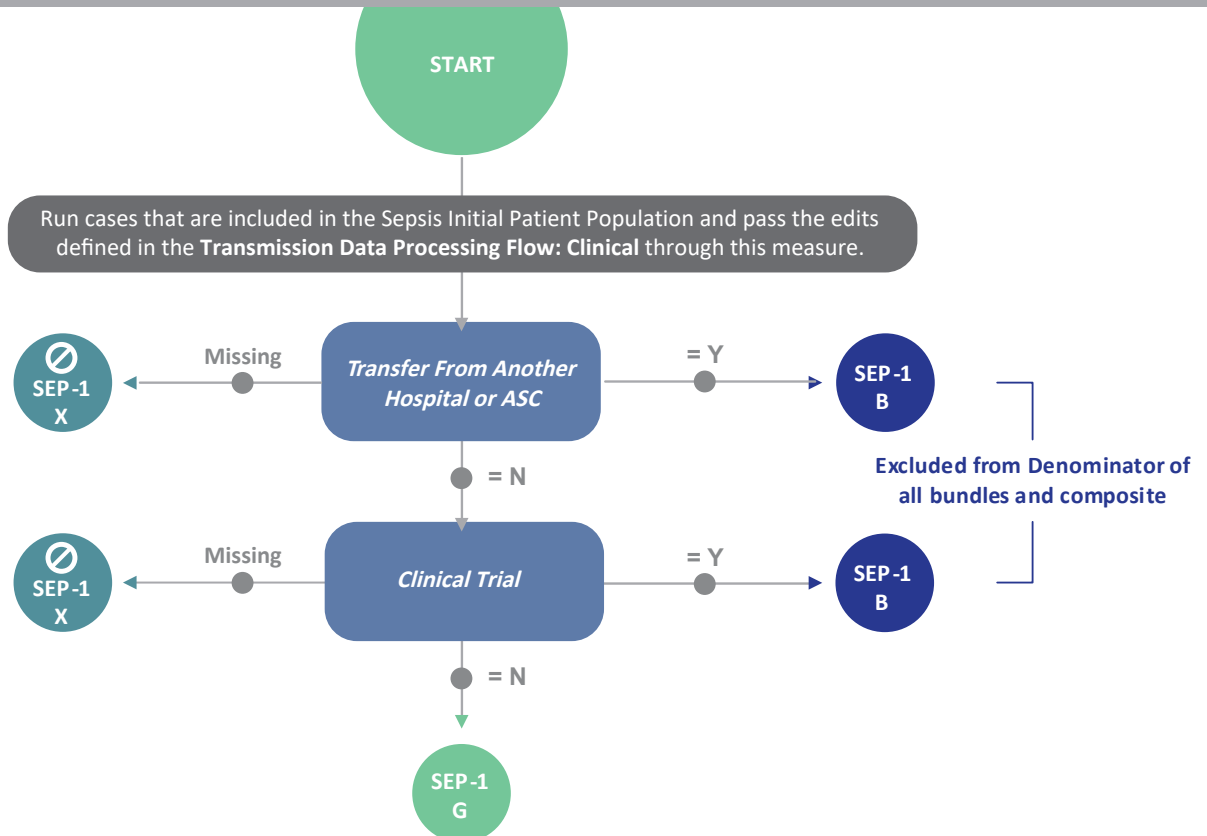 START
Run cases that are included in the Sepsis Initial Patient Population and pass the edits
defined in the Transmission Data Processing Flow: Clinical through this measure.
Missing
= Y
SEP-1
X
Transfer From Another
Hospital or ASC
SEP-1
B
= N
Excluded from Denominator of
all bundles and composite
Missing
= Y
SEP-1
X
Clinical Trial
SEP-1
B
= N
SEP-1
G